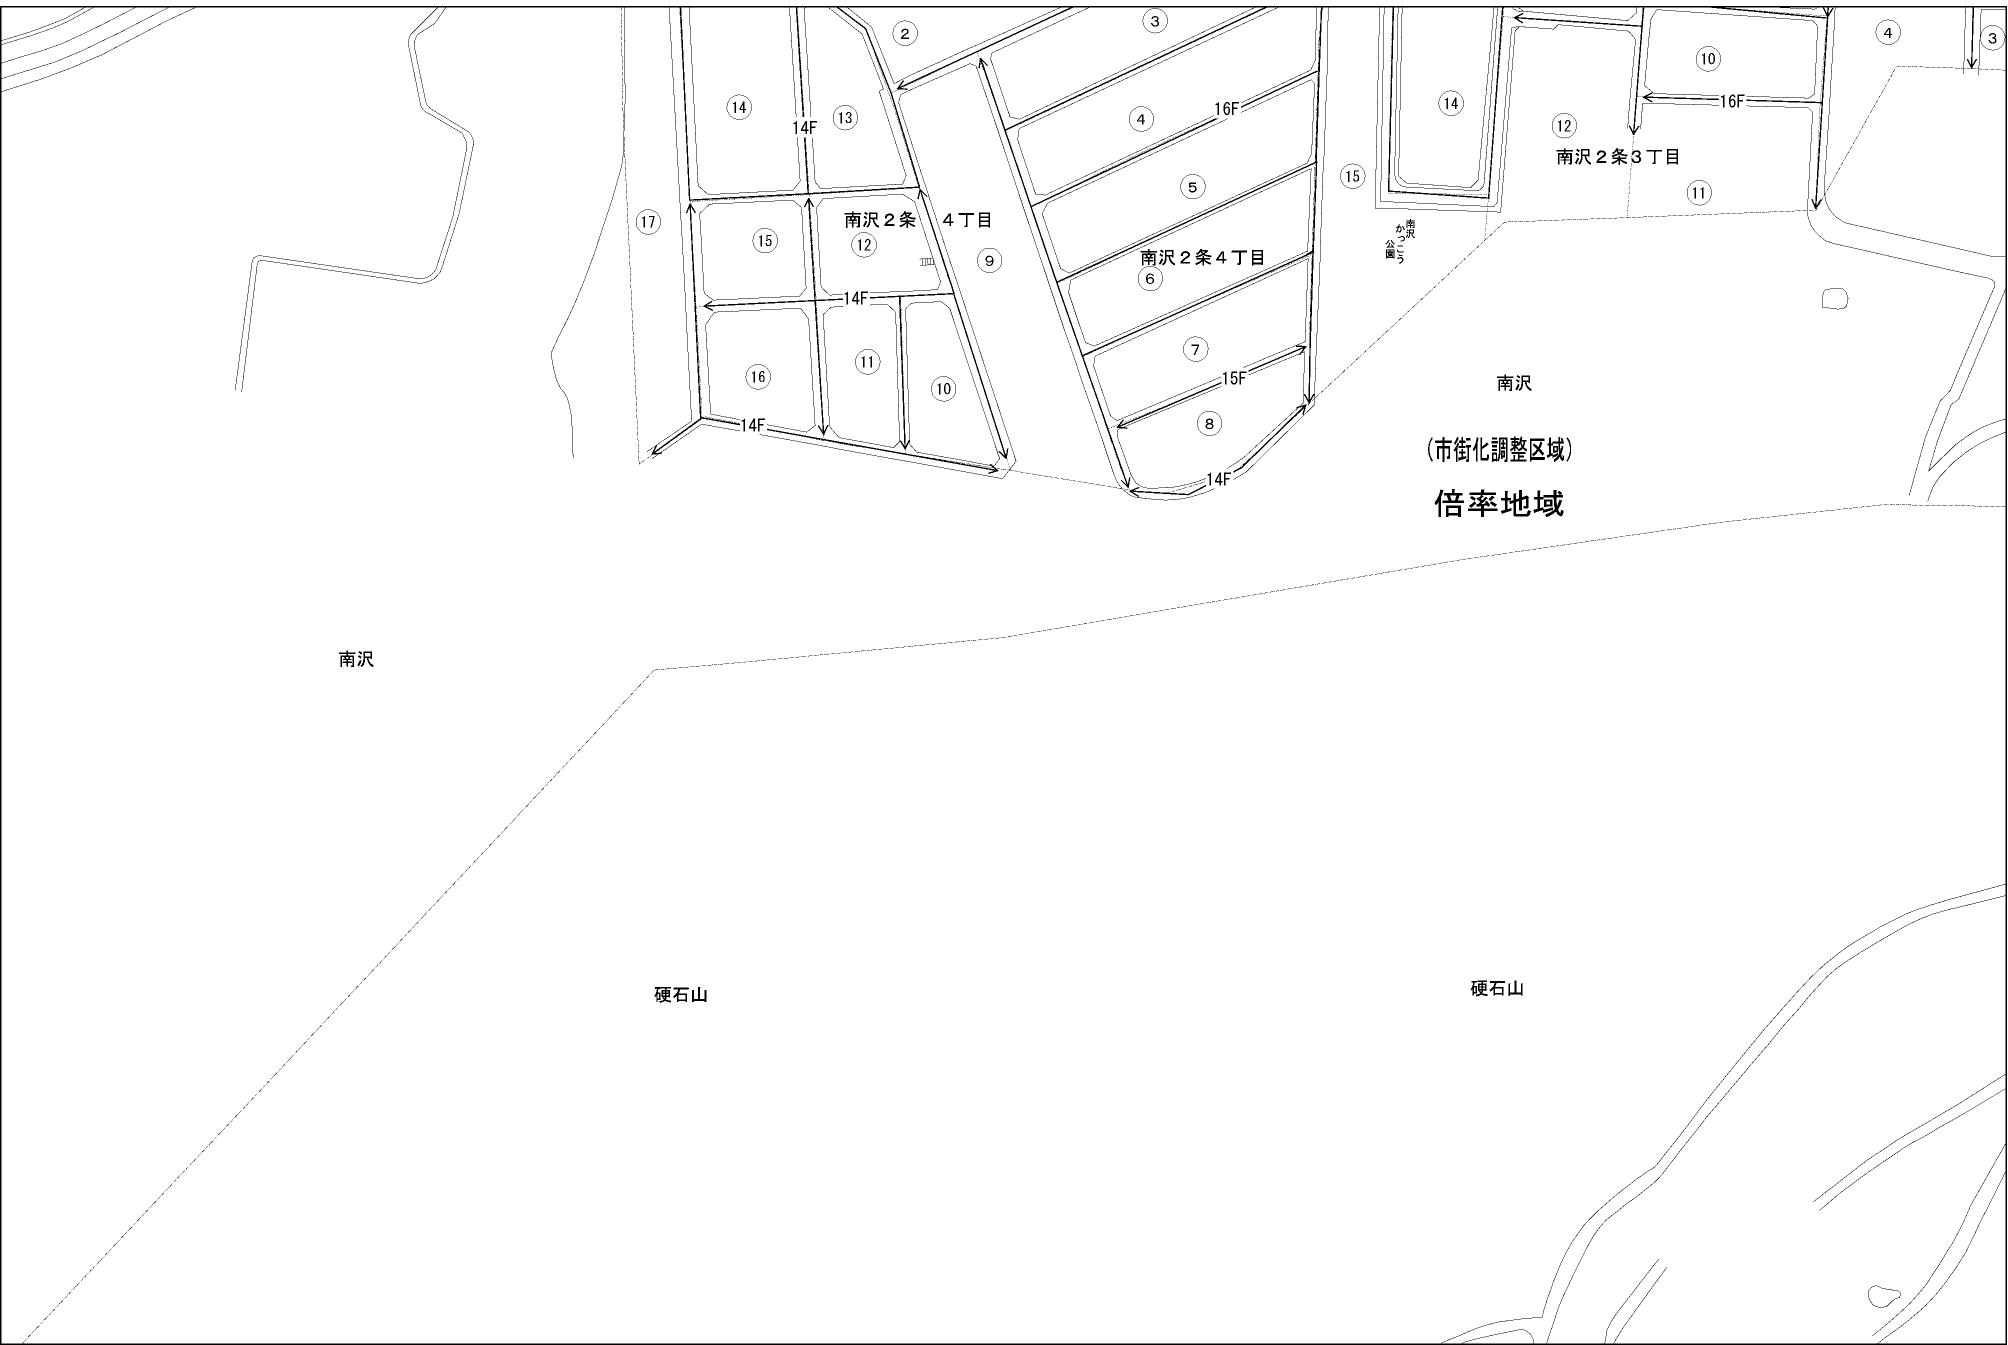 ②
③
④
③
⑩
⑭
⑬
14F
④
16F
⑭
16F
⑫
南沢2条3丁目
⑮
⑤
⑪
⑰
南沢2条 4丁目
⑮
⑫
⑨
南沢
かっこう
公園
南沢2条4丁目
⑥
14F
⑦
⑪
⑯
⑩
15F
南沢
⑧
14F
(市街化調整区域)
14F
倍率地域
南沢
硬石山
硬石山